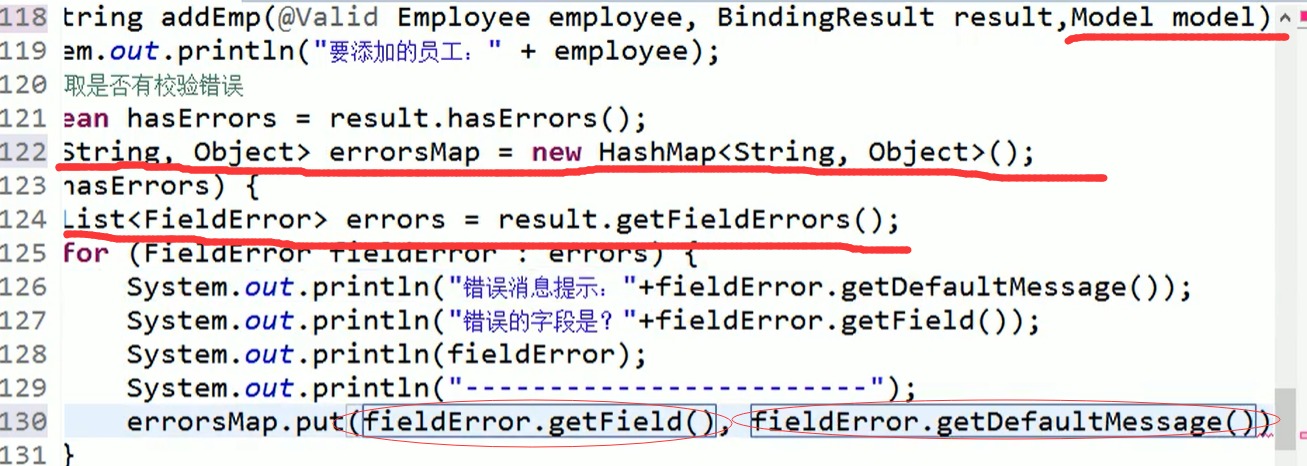 118 tring addEmp(@Valid Employee employee, BindingResult result,Model model)
119 em.out.println("要添加的员工：" + employee);
120 取是否有校验错误
121 ean hasErrors = result.hasErrors();
122 String, Object> errorsMap = new HashMap<String, Object>();
123 hasErrors) {
124 List<FieldError> errors = result.getFieldErrors();
125 for (FieldError fieldError : errors) {
126 System.out.println("错误消息提示："+fieldError.getDefaultMessage());
127 System.out.println("错误的字段是？"+fieldError.getField());
128 System.out.println(fieldError);
129 System.out.println("------------------------");
130 errorsMap.put(fieldError.getField(), fieldError.getDefaultMessage())
131 }